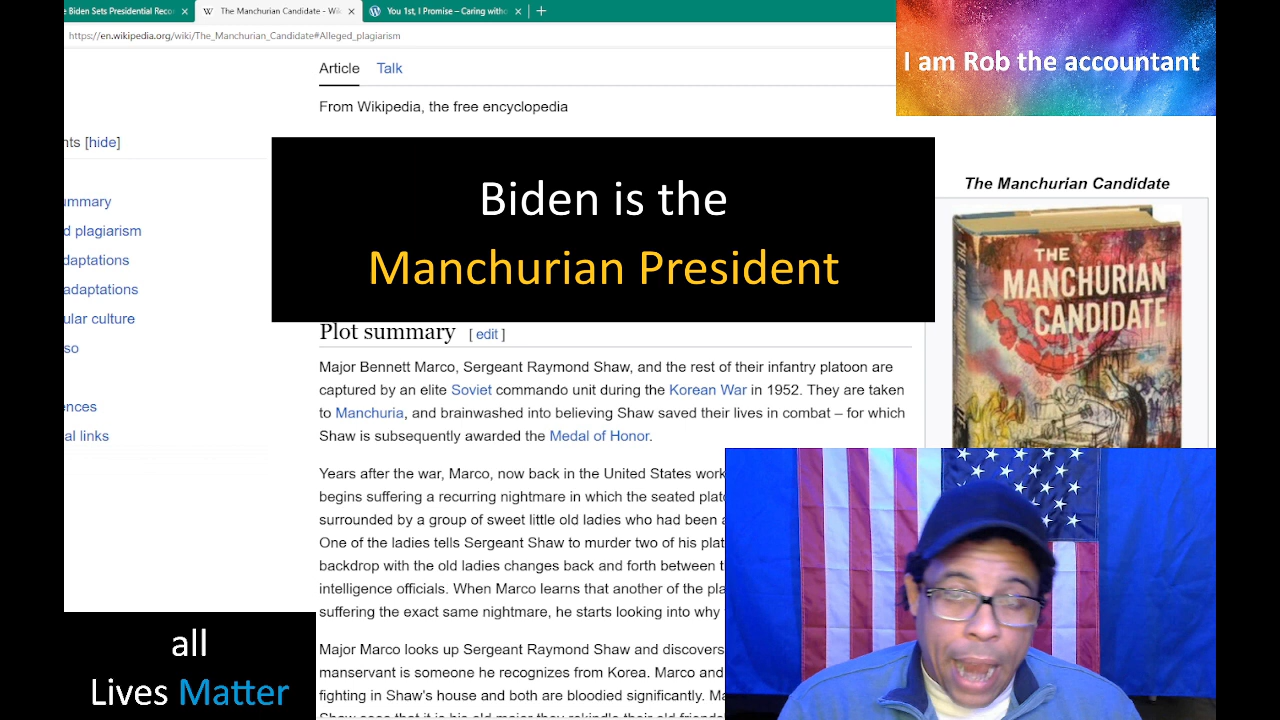 e Biden Sets Presidential Recor
W The Manchurian Candidate - Wi
You 1st, I Promise – Caring witho
https://en.wikipedia.org/wiki/The_Manchurian_Candidate#Alleged_plagiarism
I am Rob the accountant
Article Talk
From Wikipedia, the free encyclopedia
nts [hide]
ummary
d plagiarism
daptations
adaptations
ular culture
so
ences
al links
Biden is the
Manchurian President
The Manchurian Candidate
THE
MANCHURIAN
CANDIDATE
Plot summary [ edit ]
Major Bennett Marco, Sergeant Raymond Shaw, and the rest of their infantry platoon are
captured by an elite Soviet commando unit during the Korean War in 1952. They are taken
to Manchuria, and brainwashed into believing Shaw saved their lives in combat – for which
Shaw is subsequently awarded the Medal of Honor.
Years after the war, Marco, now back in the United States work
begins suffering a recurring nightmare in which the seated plato
surrounded by a group of sweet little old ladies who had been a
One of the ladies tells Sergeant Shaw to murder two of his plat
backdrop with the old ladies changes back and forth between t
intelligence officials. When Marco learns that another of the pla
suffering the exact same nightmare, he starts looking into why
Major Marco looks up Sergeant Raymond Shaw and discovers
manservant is someone he recognizes from Korea. Marco and
fighting in Shaw's house and both are bloodied significantly. Ma
all
Lives Matter